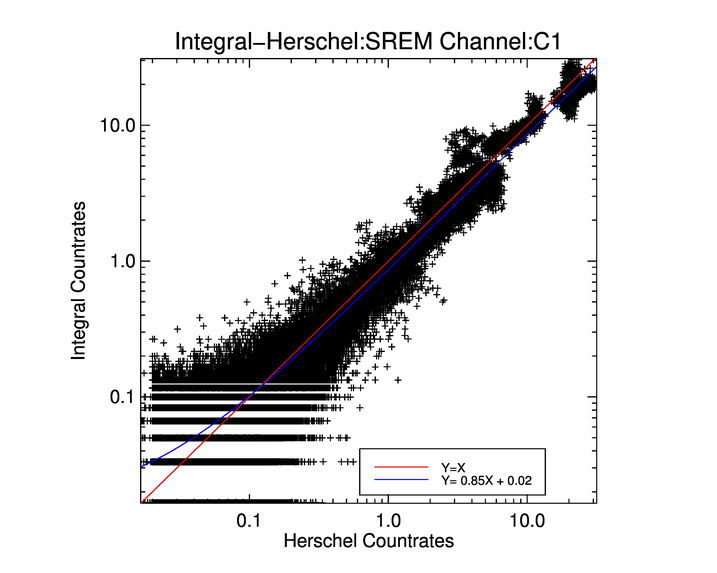 Integral-Herschel:SREM Channel:C1
10.0
1.0
0.1
Integral Countrates
Y=X
Y= 0.85X + 0.02
0.1 1.0 10.0
Herschel Countrates